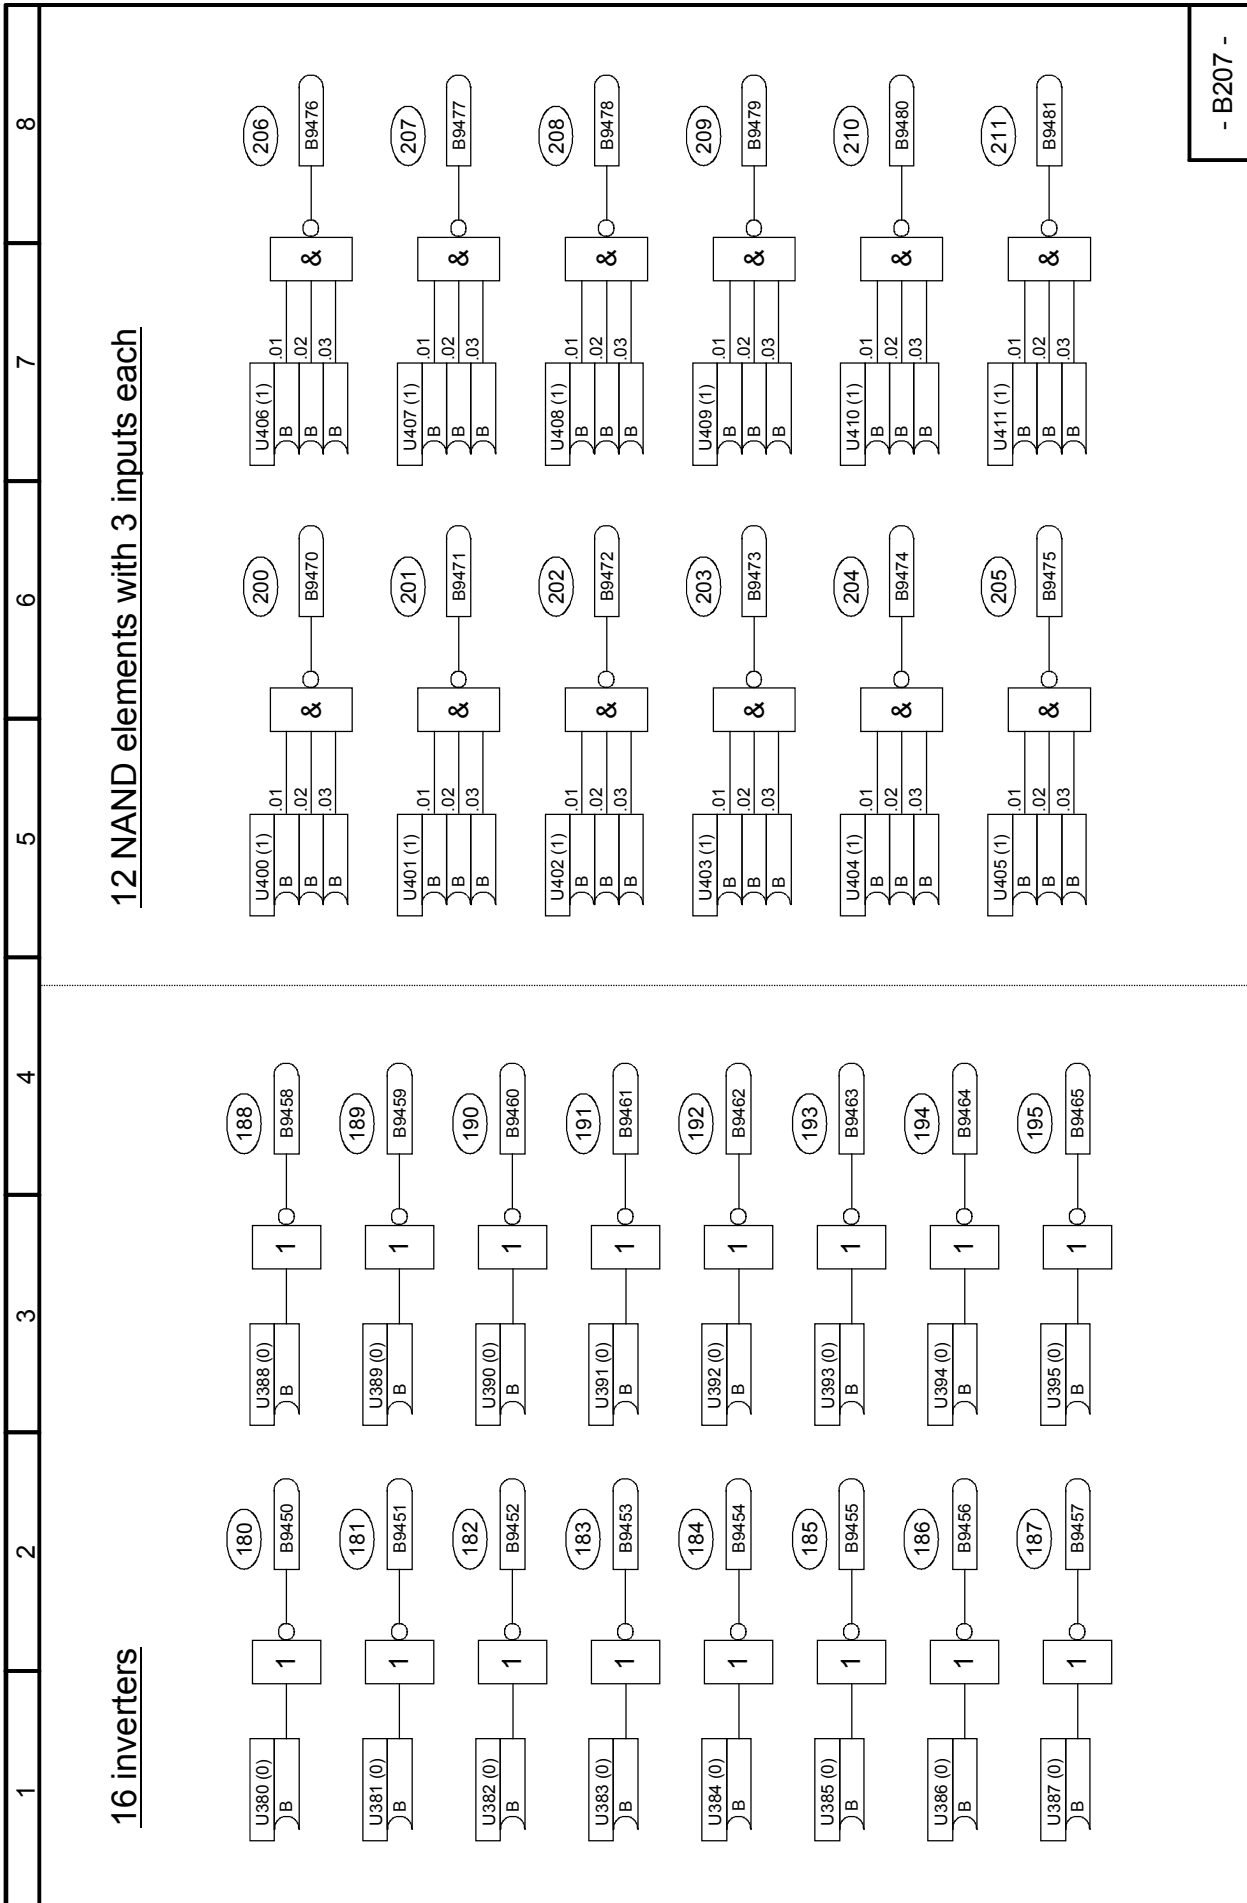 1 2 3 4 5 6 7 8
16 inverters
U380 (0)
B
1
B9450
180
U381 (0)
B
1
B9451
181
U382 (0)
B
1
B9452
182
U383 (0)
B
1
B9453
183
U384 (0)
B
1
B9454
184
U385 (0)
B
1
B9455
185
U386 (0)
B
1
B9456
186
U387 (0)
B
1
B9457
187
U388 (0)
B
1
B9458
188
U389 (0)
B
1
B9459
189
U390 (0)
B
1
B9460
190
U391 (0)
B
1
B9461
191
U392 (0)
B
1
B9462
192
U393 (0)
B
1
B9463
193
U394 (0)
B
1
B9464
194
U395 (0)
B
1
B9465
195
12 NAND elements with 3 inputs each
U400 (1)
B .01
B .02
B .03
&
B9470
200
U401 (1)
B .01
B .02
B .03
&
B9471
201
U402 (1)
B .01
B .02
B .03
&
B9472
202
U403 (1)
B .01
B .02
B .03
&
B9473
203
U404 (1)
B .01
B .02
B .03
&
B9474
204
U405 (1)
B .01
B .02
B .03
&
B9475
205
U406 (1)
B .01
B .02
B .03
&
B9476
206
U407 (1)
B .01
B .02
B .03
&
B9477
207
U408 (1)
B .01
B .02
B .03
&
B9478
208
U409 (1)
B .01
B .02
B .03
&
B9479
209
U410 (1)
B .01
B .02
B .03
&
B9480
210
U411 (1)
B .01
B .02
B .03
&
B9481
211
- B207 -